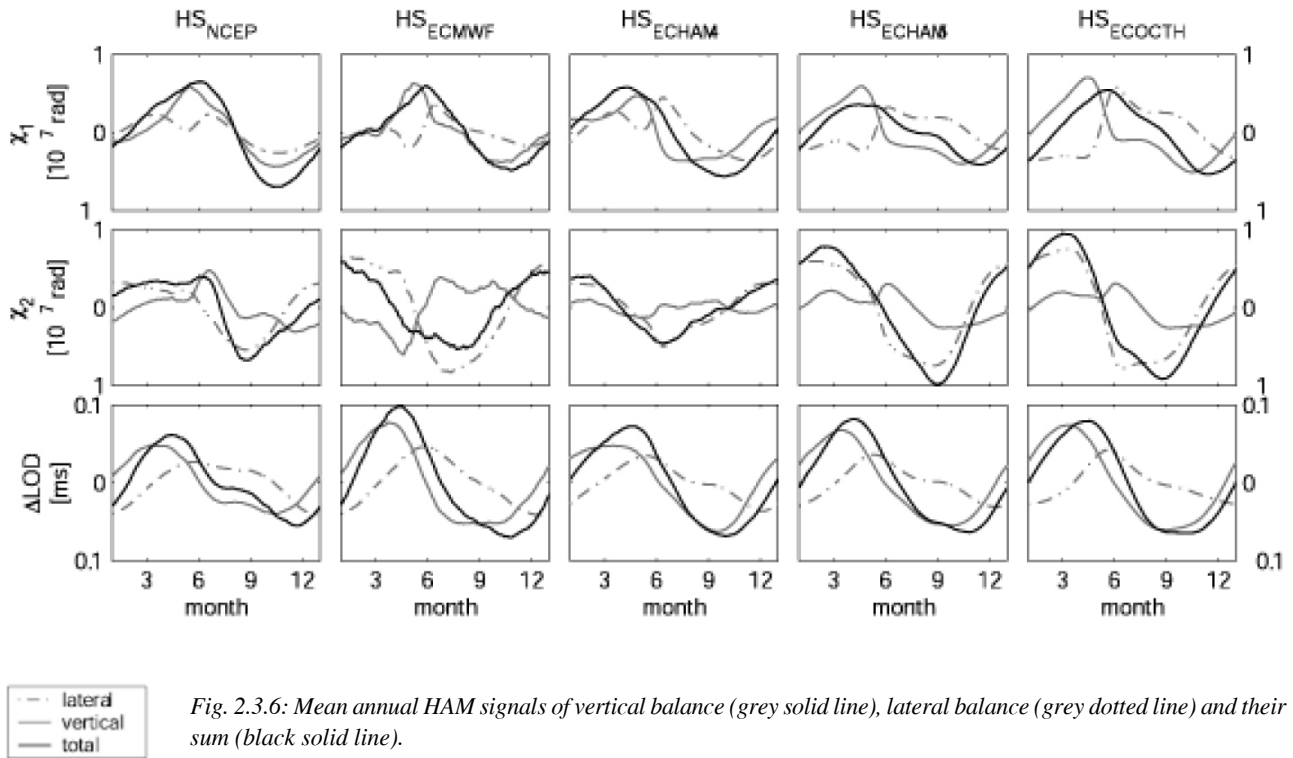 HS_NCEP HS_ECMWF HS_ECHAM4 HS_ECHAM5 HS_ECOCTH
1 1
χ1
[10 7 rad]
0 0
1 1
1 1
χ2
[10 7 rad]
0 0
1 1
0.1 0.1
ΔLOD
[ms]
0 0
0.1 0.1
3 6 9 12 3 6 9 12 3 6 9 12 3 6 9 12 3 6 9 12
month month month month month
lateral
vertical
total
Fig. 2.3.6: Mean annual HAM signals of vertical balance (grey solid line), lateral balance (grey dotted line) and their
sum (black solid line).